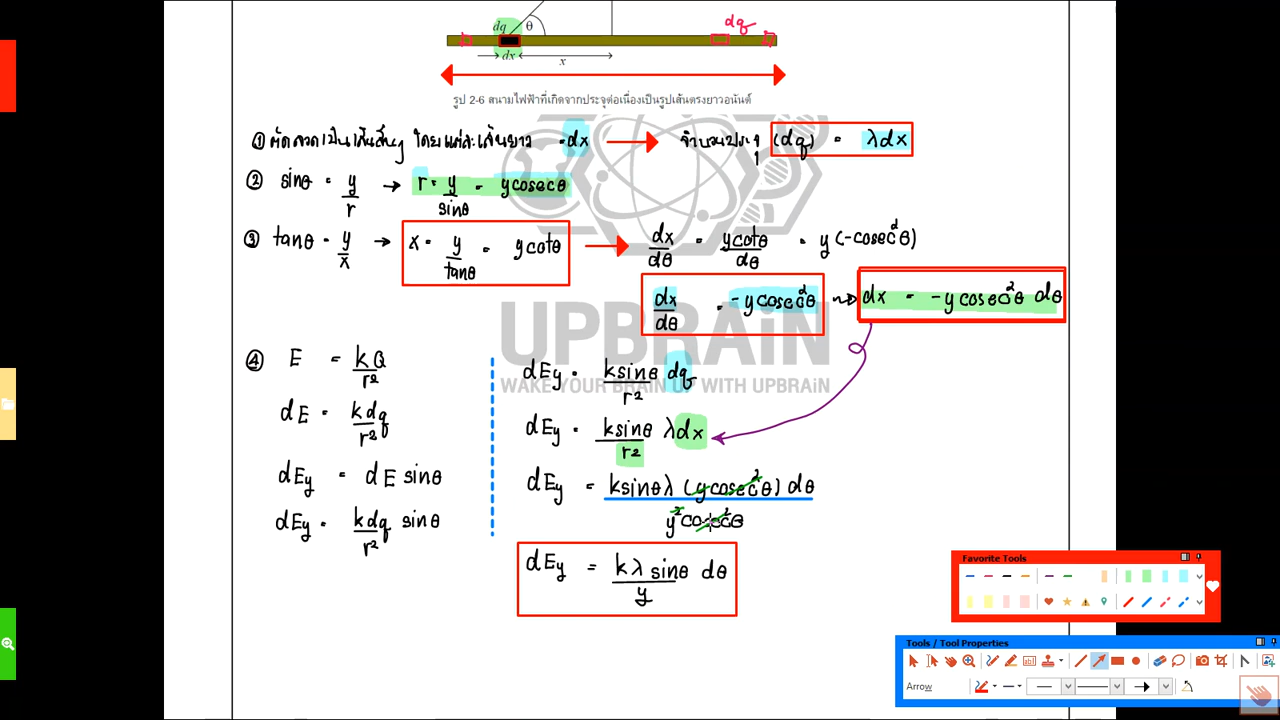 dq θ dq
dx x
รูป 2-6 สนามไฟฟ้าที่เกิดจากประจุต่อเนื่องเป็นรูปเส้นตรงยาวอนันต์
① ตัดลวดเป็นเส้นสั้นๆ โดยแต่ละเส้นยาว = dx → จำนวนประจุ (dq) = λdx
② sinθ = y/r → r = y/sinθ = ycosecθ
③ tanθ = y/x → x = y/tanθ = ycotθ → dx/dθ = ycotθ/dθ = y(-cosec²θ)
dx/dθ = -ycosec²θ → dx = -ycosec²θ dθ
UPBRAiN
WAKE YOUR BRAIN UP WITH UPBRAiN
④ E = kQ/r²
dE = kdq/r²
dEy = dE sinθ
dEy = kdq/r² sinθ
dEy = ksinθ/r² dq
dEy = ksinθ/r² λdx
dEy = ksinθλ (ycosec²θ) dθ / y²cosec²θ
dEy = kλsinθ/y dθ
Favorite Tools
Tools / Tool Properties
Arrow